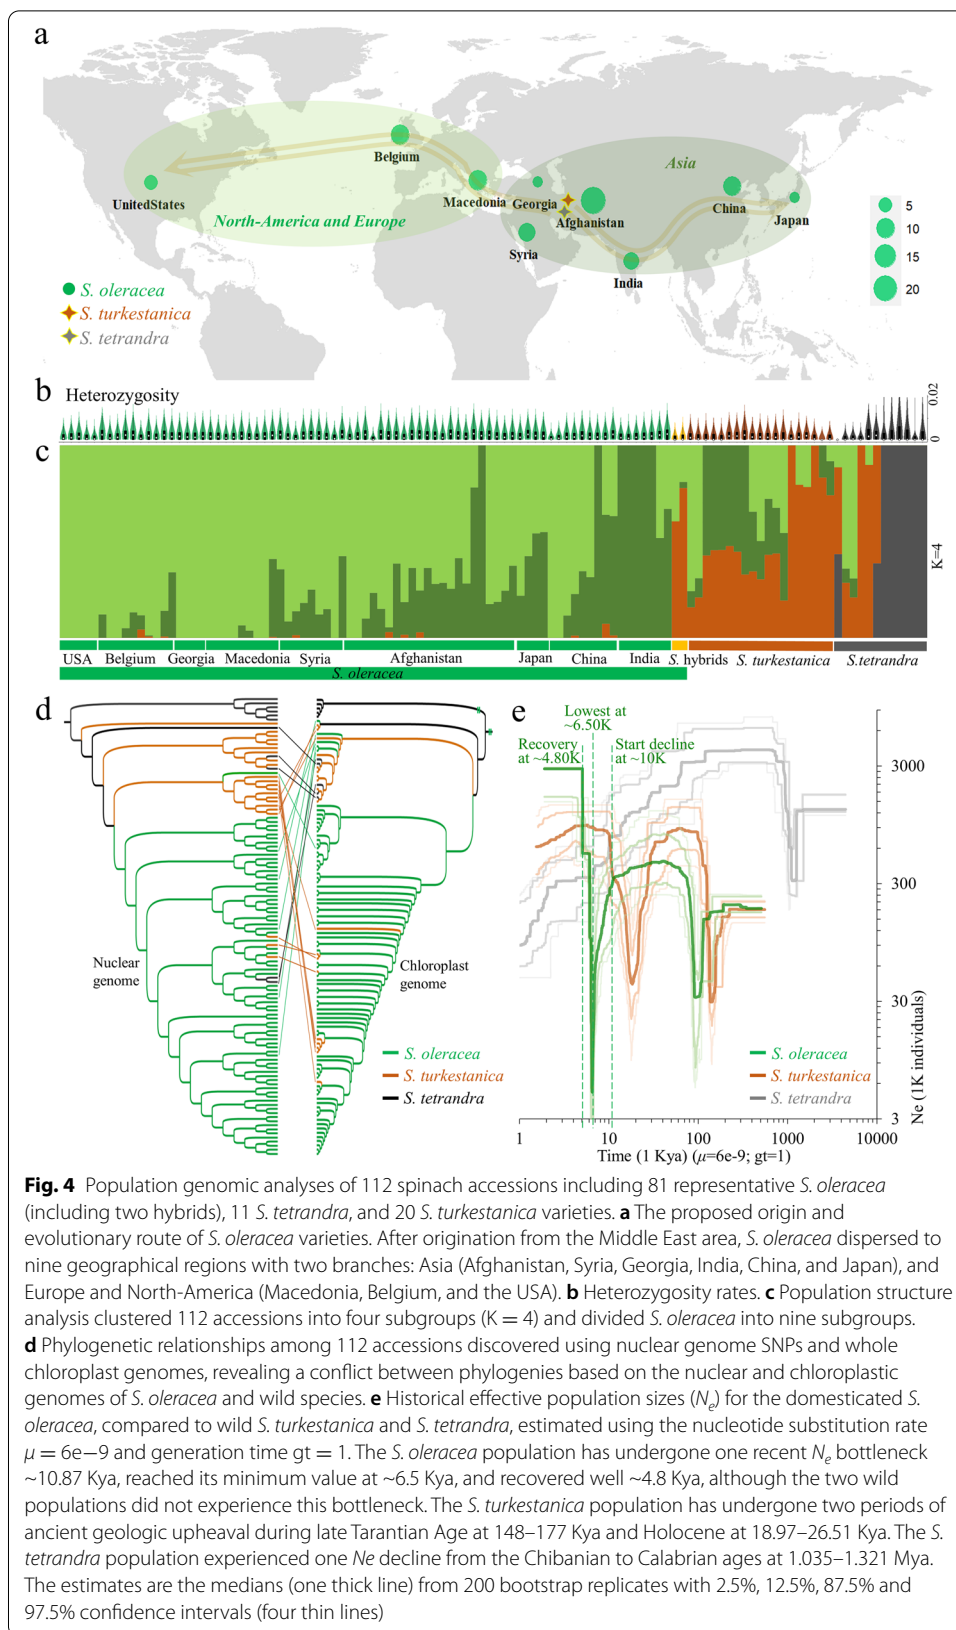 a
Belgium
Asia
UnitedStates
Macedonia
Georgia
China
North-America and Europe
Afghanistan
Japan
Syria
India
5
10
15
20
S. oleracea
S. turkestanica
S. tetrandra
b
Heterozygosity
0.02
0
c
K=4
USA
Belgium
Georgia
Macedonia
Syria
Afghanistan
Japan
China
India
S. hybrids
S. turkestanica
S.tetrandra
S. oleracea
d
Nuclear
genome
Chloroplast
genome
S. oleracea
S. turkestanica
S. tetrandra
e
Lowest at
~6.50K
Recovery
at ~4.80K
Start decline
at ~10K
3000
300
30
3
Ne (1K individuals)
S. oleracea
S. turkestanica
S. tetrandra
1
10
100
1000
10000
Time (1 Kya) (μ=6e-9; gt=1)
Fig. 4 Population genomic analyses of 112 spinach accessions including 81 representative S. oleracea
(including two hybrids), 11 S. tetrandra, and 20 S. turkestanica varieties. a The proposed origin and
evolutionary route of S. oleracea varieties. After origination from the Middle East area, S. oleracea dispersed to
nine geographical regions with two branches: Asia (Afghanistan, Syria, Georgia, India, China, and Japan), and
Europe and North-America (Macedonia, Belgium, and the USA). b Heterozygosity rates. c Population structure
analysis clustered 112 accessions into four subgroups (K = 4) and divided S. oleracea into nine subgroups.
d Phylogenetic relationships among 112 accessions discovered using nuclear genome SNPs and whole
chloroplast genomes, revealing a conflict between phylogenies based on the nuclear and chloroplastic
genomes of S. oleracea and wild species. e Historical effective population sizes (Ne) for the domesticated S.
oleracea, compared to wild S. turkestanica and S. tetrandra, estimated using the nucleotide substitution rate
μ = 6e−9 and generation time gt = 1. The S. oleracea population has undergone one recent Ne bottleneck
~10.87 Kya, reached its minimum value at ~6.5 Kya, and recovered well ~4.8 Kya, although the two wild
populations did not experience this bottleneck. The S. turkestanica population has undergone two periods of
ancient geologic upheaval during late Tarantian Age at 148–177 Kya and Holocene at 18.97–26.51 Kya. The S.
tetrandra population experienced one Ne decline from the Chibanian to Calabrian ages at 1.035–1.321 Mya.
The estimates are the medians (one thick line) from 200 bootstrap replicates with 2.5%, 12.5%, 87.5% and
97.5% confidence intervals (four thin lines)